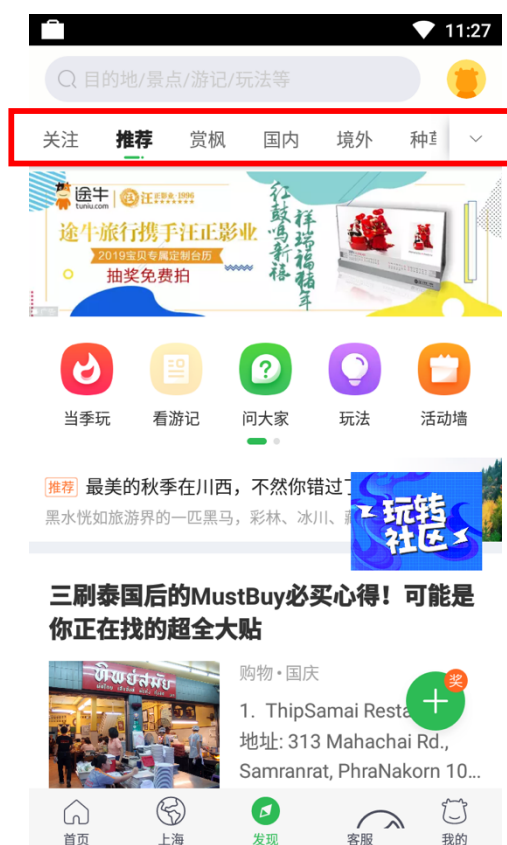 11:27
目的地/景点/游记/玩法等
关注 推荐 赏枫 国内 境外 种草
途牛 tuniu.com 汪正影业·1996
途牛旅行携手汪正影业
2019宝贝专属定制台历
抽奖免费拍
红鼓鸣新禧
祥瑞福猪年
当季玩 看游记 问大家 玩法 活动墙
推荐 最美的秋季在川西，不然你错过了
黑水恍如旅游界的一匹黑马，彩林、冰川、
玩转社区
三刷泰国后的MustBuy必买心得！可能是
你正在找的超全大贴
ทิพย์สมัย
购物·国庆
奖
1. ThipSamai Resta
地址: 313 Mahachai Rd.,
Samranrat, PhraNakorn 10...
首页 上海 发现 客服 我的